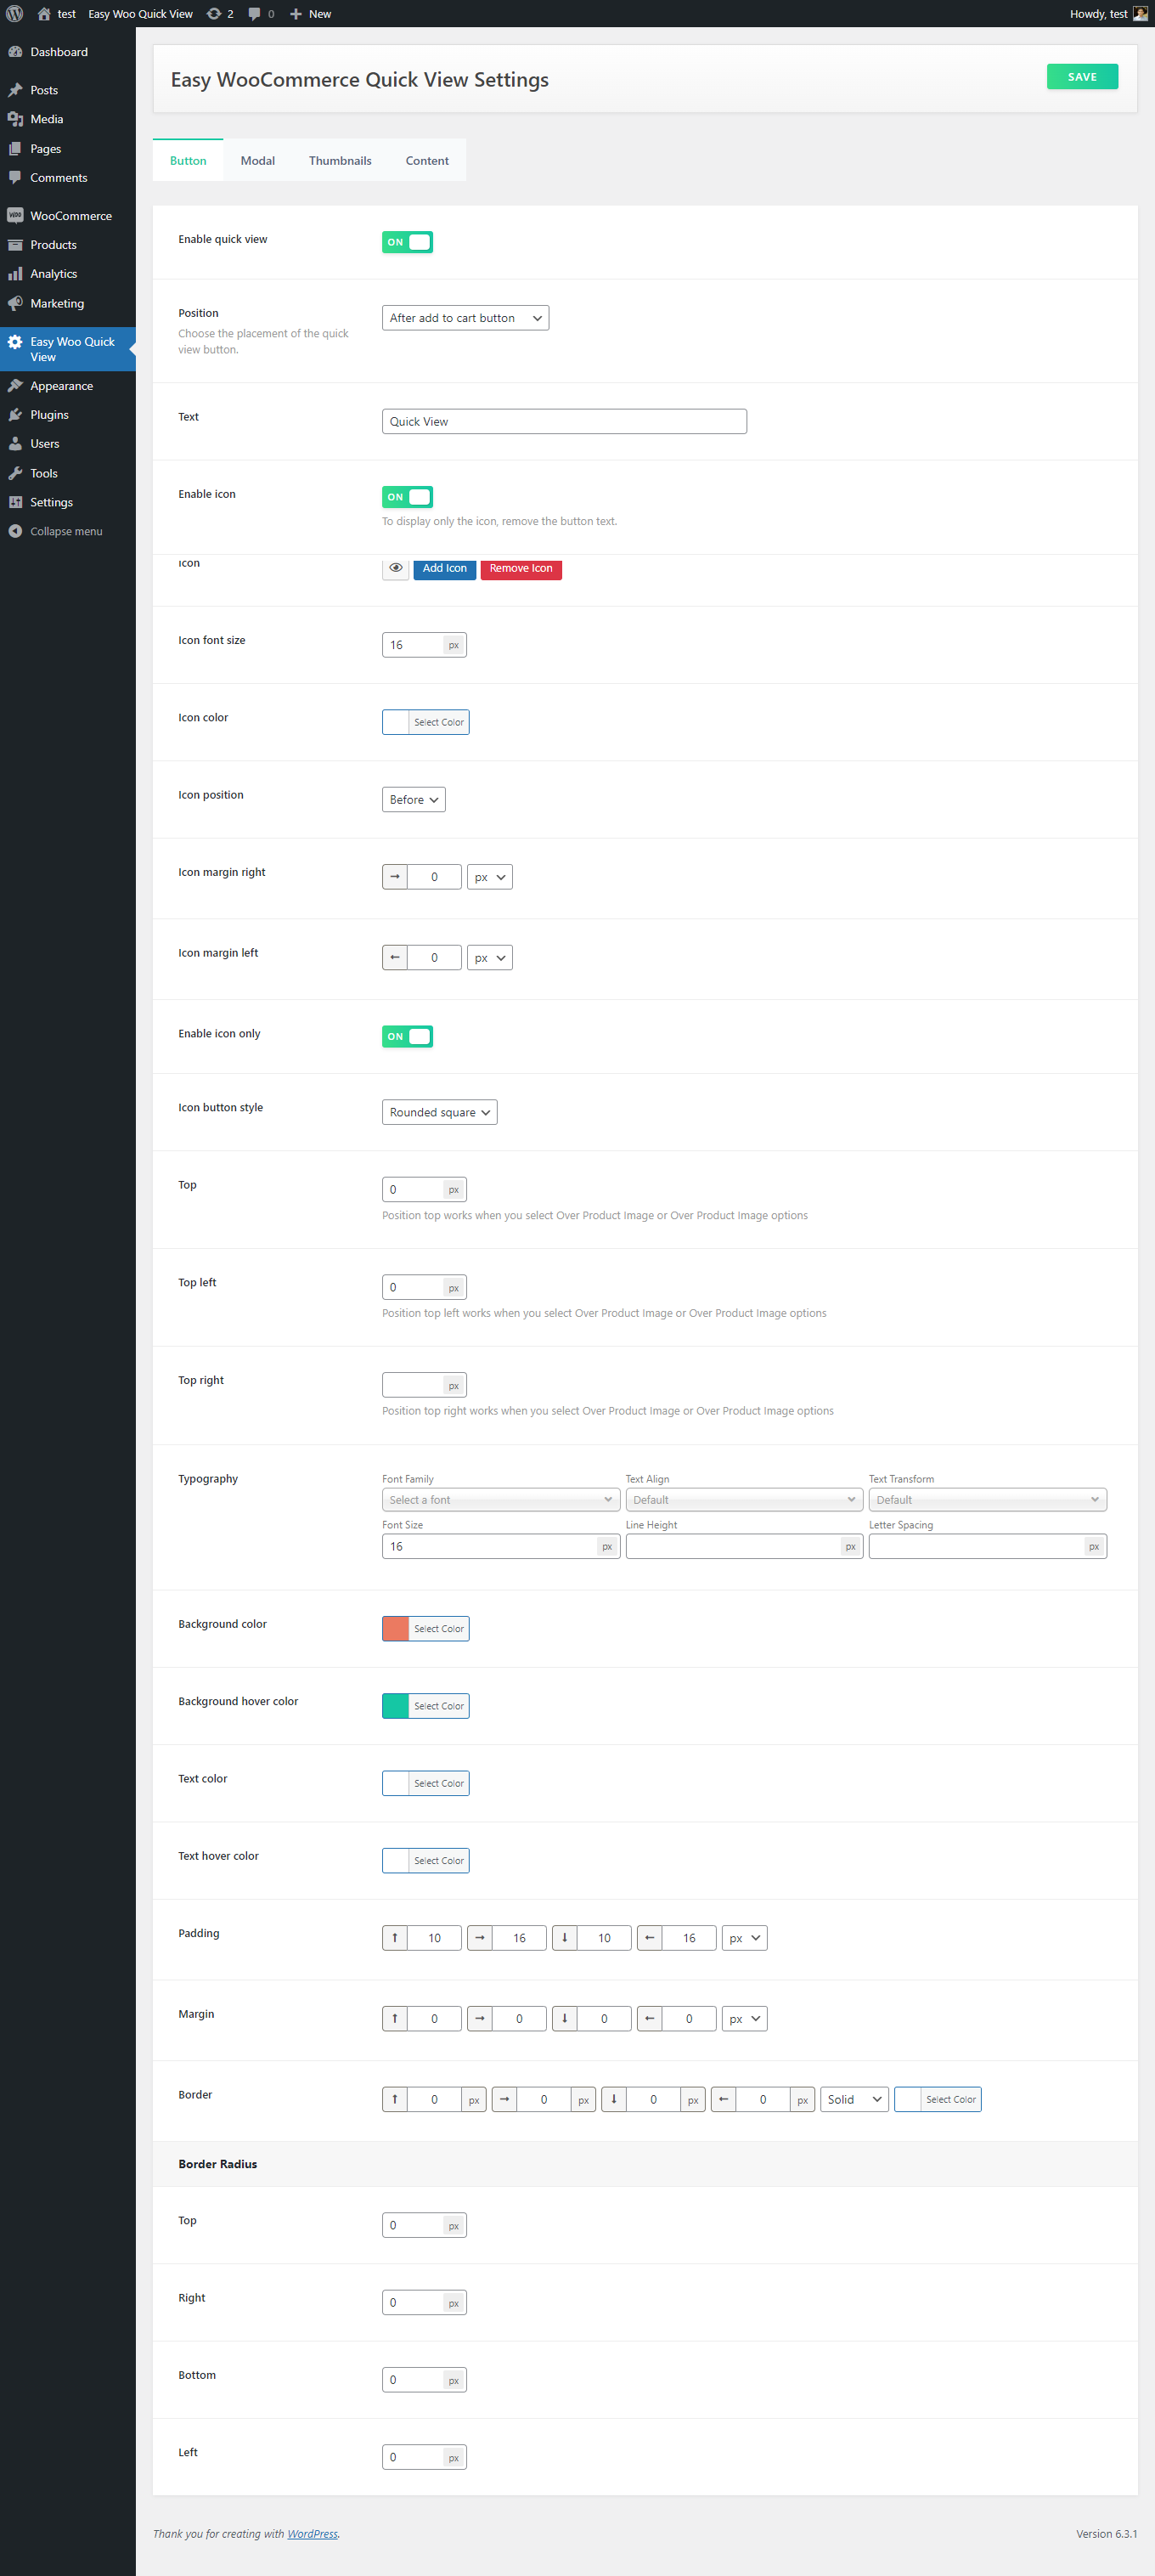 test Easy Woo Quick View 2 0 New Howdy, test
Dashboard
Posts
Media
Pages
Comments
WooCommerce
Products
Analytics
Marketing
Easy Woo Quick
View
Appearance
Plugins
Users
Tools
Settings
Collapse menu
Easy WooCommerce Quick View Settings
SAVE
Button Modal Thumbnails Content
Enable quick view ON
Position After add to cart button
Choose the placement of the quick
view button.
Text Quick View
Enable icon ON
To display only the icon, remove the button text.
Icon Add Icon Remove Icon
Icon font size 16 px
Icon color Select Color
Icon position Before
Icon margin right 0 px
Icon margin left 0 px
Enable icon only ON
Icon button style Rounded square
Top 0 px
Position top works when you select Over Product Image or Over Product Image options
Top left 0 px
Position top left works when you select Over Product Image or Over Product Image options
Top right px
Position top right works when you select Over Product Image or Over Product Image options
Typography Font Family Text Align Text Transform
Select a font Default Default
Font Size Line Height Letter Spacing
16 px px px
Background color Select Color
Background hover color Select Color
Text color Select Color
Text hover color Select Color
Padding 10 16 10 16 px
Margin 0 0 0 0 px
Border 0 px 0 px 0 px 0 px Solid Select Color
Border Radius
Top 0 px
Right 0 px
Bottom 0 px
Left 0 px
Thank you for creating with WordPress. Version 6.3.1